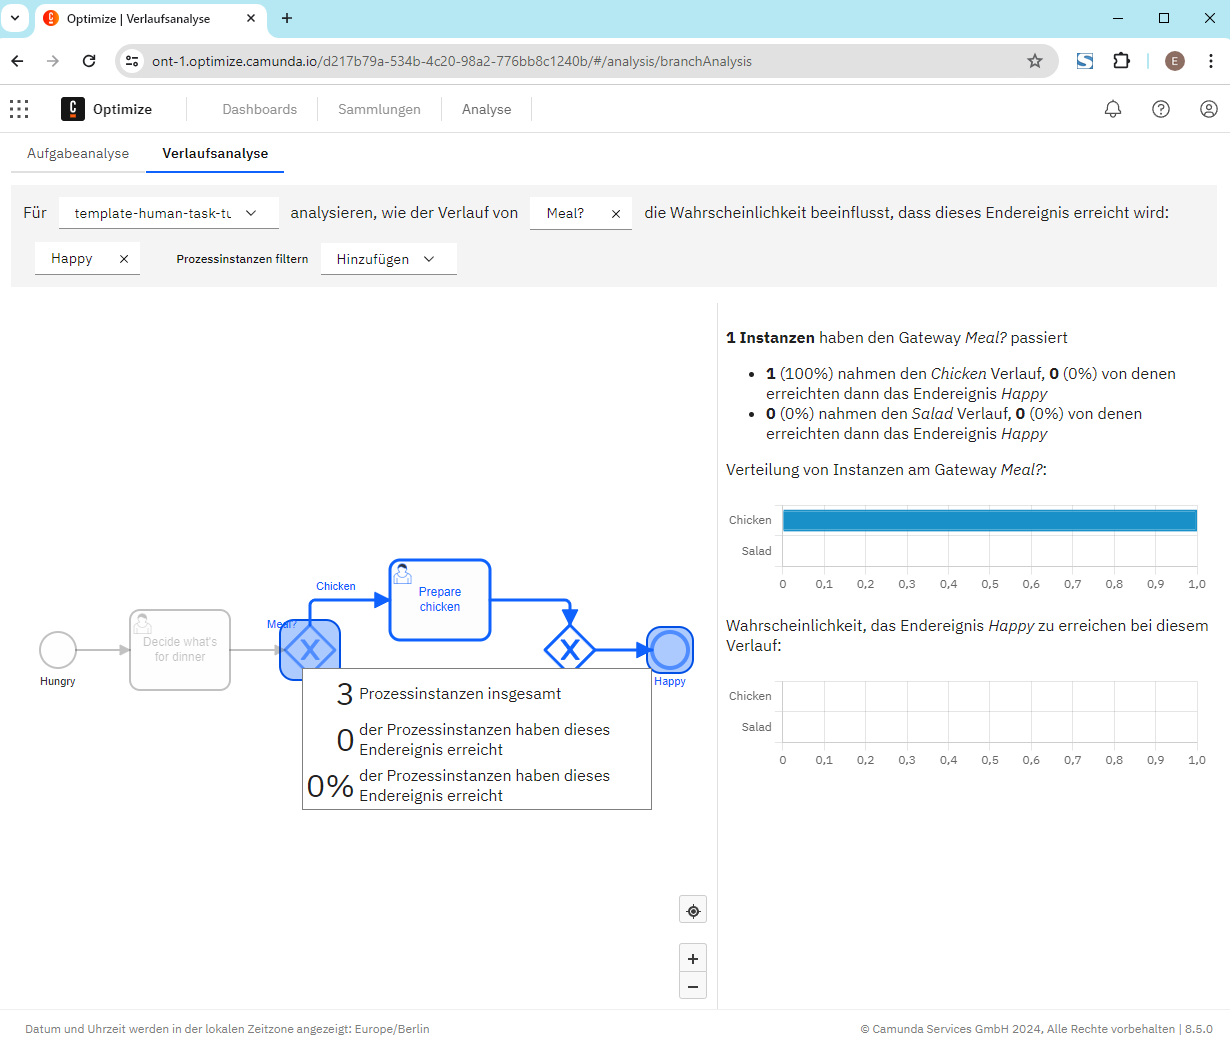 Optimize | Verlaufsanalyse
ont-1.optimize.camunda.io/d217b79a-534b-4c20-98a2-776bb8c1240b/#/analysis/branchAnalysis
E
Optimize
Dashboards
Sammlungen
Analyse
Aufgabeanalyse
Verlaufsanalyse
Für template-human-task-tu analysieren, wie der Verlauf von Meal? die Wahrscheinlichkeit beeinflusst, dass dieses Endereignis erreicht wird:
Happy Prozessinstanzen filtern Hinzufügen
1 Instanzen haben den Gateway Meal? passiert
• 1 (100%) nahmen den Chicken Verlauf, 0 (0%) von denen
erreichten dann das Endereignis Happy
• 0 (0%) nahmen den Salad Verlauf, 0 (0%) von denen
erreichten dann das Endereignis Happy
Verteilung von Instanzen am Gateway Meal?:
Chicken
Salad
0 0,1 0,2 0,3 0,4 0,5 0,6 0,7 0,8 0,9 1,0
Wahrscheinlichkeit, das Endereignis Happy zu erreichen bei diesem
Verlauf:
Chicken
Salad
0 0,1 0,2 0,3 0,4 0,5 0,6 0,7 0,8 0,9 1,0
Hungry
Decide what's
for dinner
Meal?
Chicken
Prepare
chicken
Happy
3 Prozessinstanzen insgesamt
0 der Prozessinstanzen haben dieses
Endereignis erreicht
0% der Prozessinstanzen haben dieses
Endereignis erreicht
Datum und Uhrzeit werden in der lokalen Zeitzone angezeigt: Europe/Berlin
© Camunda Services GmbH 2024, Alle Rechte vorbehalten | 8.5.0